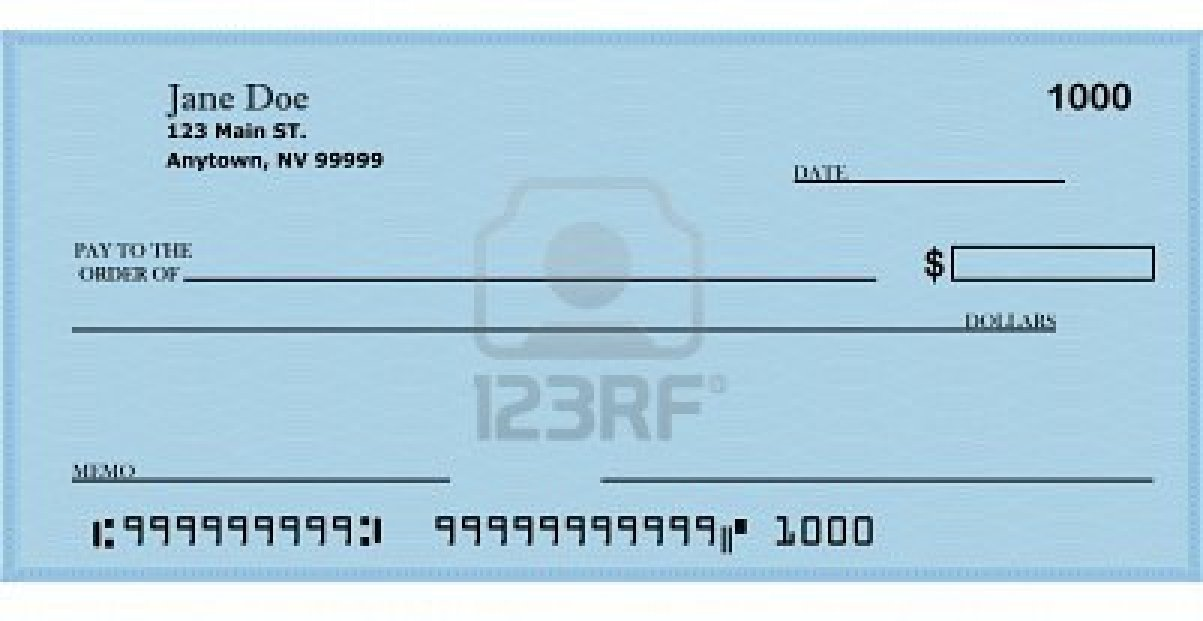 Jane Doe
1000
123 Main ST.
Anytown, NV 99999
DATE
PAY TO THE
ORDER OF
$
DOLLARS
123RF®
MEMO
⑆999999999⑆ 99999999999⑈ 1000